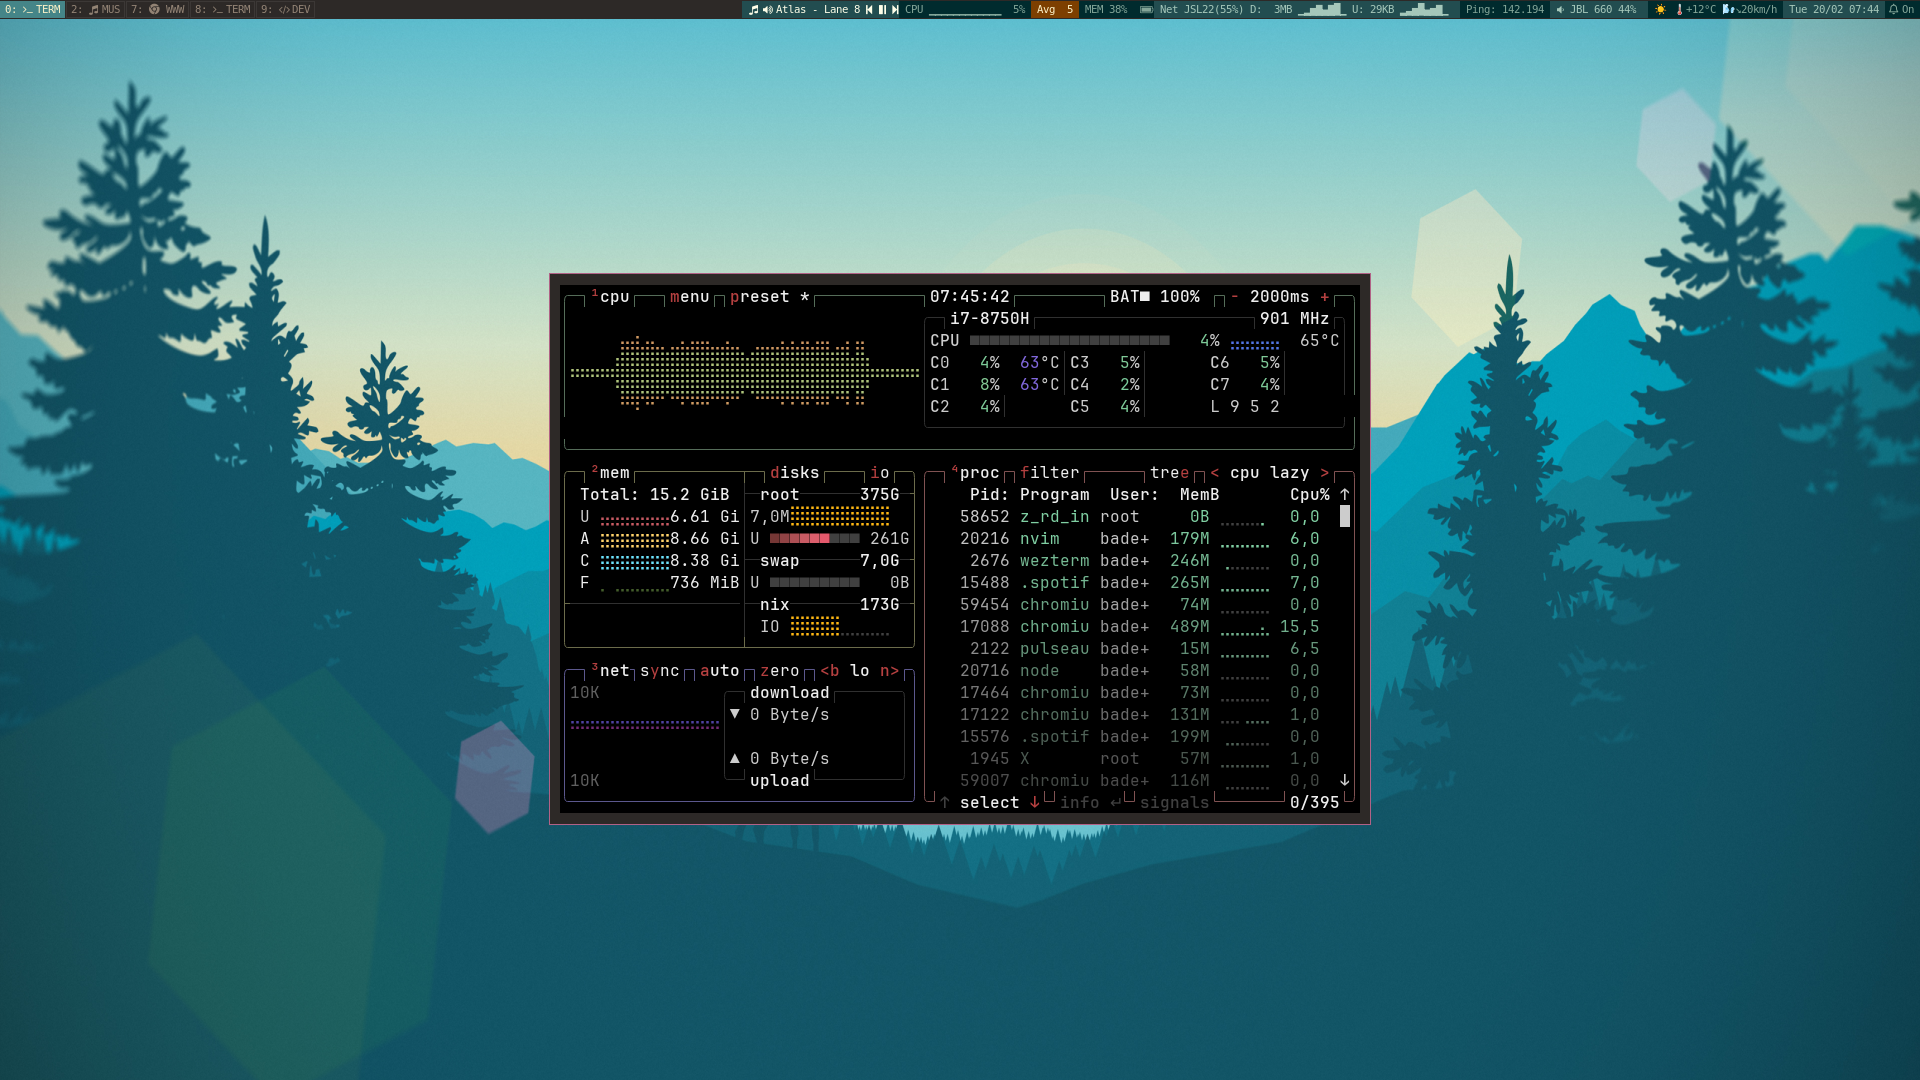 0: >_ TERM 2: MUS 7: WWW 8: >_ TERM 9: </> DEV Atlas - Lane 8 CPU 5% Avg 5 MEM 38% Net JSL22(55%) D: 3MB U: 29KB Ping: 142.194 JBL 660 44% +12°C 20km/h Tue 20/02 07:44 On
1cpu menu preset * 07:45:42 BAT■ 100% - 2000ms +
i7-8750H 901 MHz
CPU 4% 65°C
C0 4% 63°C C3 5% C6 5%
C1 8% 63°C C4 2% C7 4%
C2 4% C5 4% L 9 5 2
2mem disks io
Total: 15.2 GiB root 375G
U 6.61 Gi 7,0M
A 8.66 Gi U 261G
C 8.38 Gi swap 7,0G
F 736 MiB U 0B
nix 173G
IO
3net sync auto zero <b lo n>
10K download
▼ 0 Byte/s
▲ 0 Byte/s
10K upload
4proc filter tree < cpu lazy >
Pid: Program User: MemB Cpu% ↑
58652 z_rd_in root 0B 0,0
20216 nvim bade+ 179M 6,0
2676 wezterm bade+ 246M 0,0
15488 .spotif bade+ 265M 7,0
59454 chromiu bade+ 74M 0,0
17088 chromiu bade+ 489M 15,5
2122 pulseau bade+ 15M 6,5
20716 node bade+ 58M 0,0
17464 chromiu bade+ 73M 0,0
17122 chromiu bade+ 131M 1,0
15576 .spotif bade+ 199M 0,0
1945 X root 57M 1,0
59007 chromiu bade+ 116M 0,0 ↓
↑ select ↓ info ↵ signals 0/395